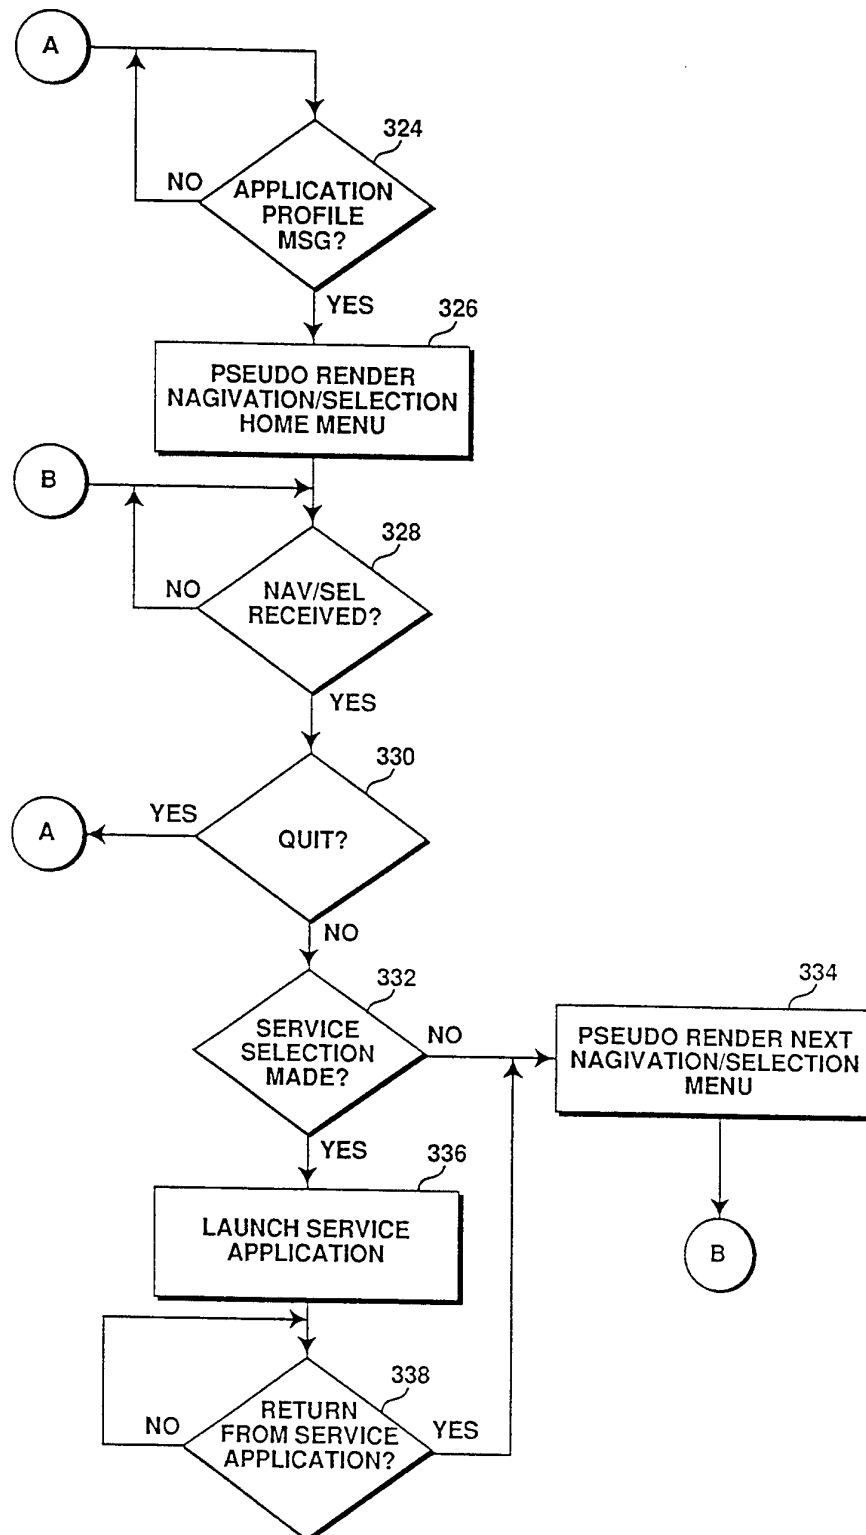 A
324
NO
APPLICATION
PROFILE
MSG?
YES
326
PSEUDO RENDER
NAGIVATION/SELECTION
HOME MENU
B
328
NO
NAV/SEL
RECEIVED?
YES
330
YES
A
QUIT?
NO
332
334
SERVICE
SELECTION
MADE?
NO
PSEUDO RENDER NEXT
NAGIVATION/SELECTION
MENU
YES
336
LAUNCH SERVICE
APPLICATION
B
338
NO
RETURN
FROM SERVICE
APPLICATION?
YES